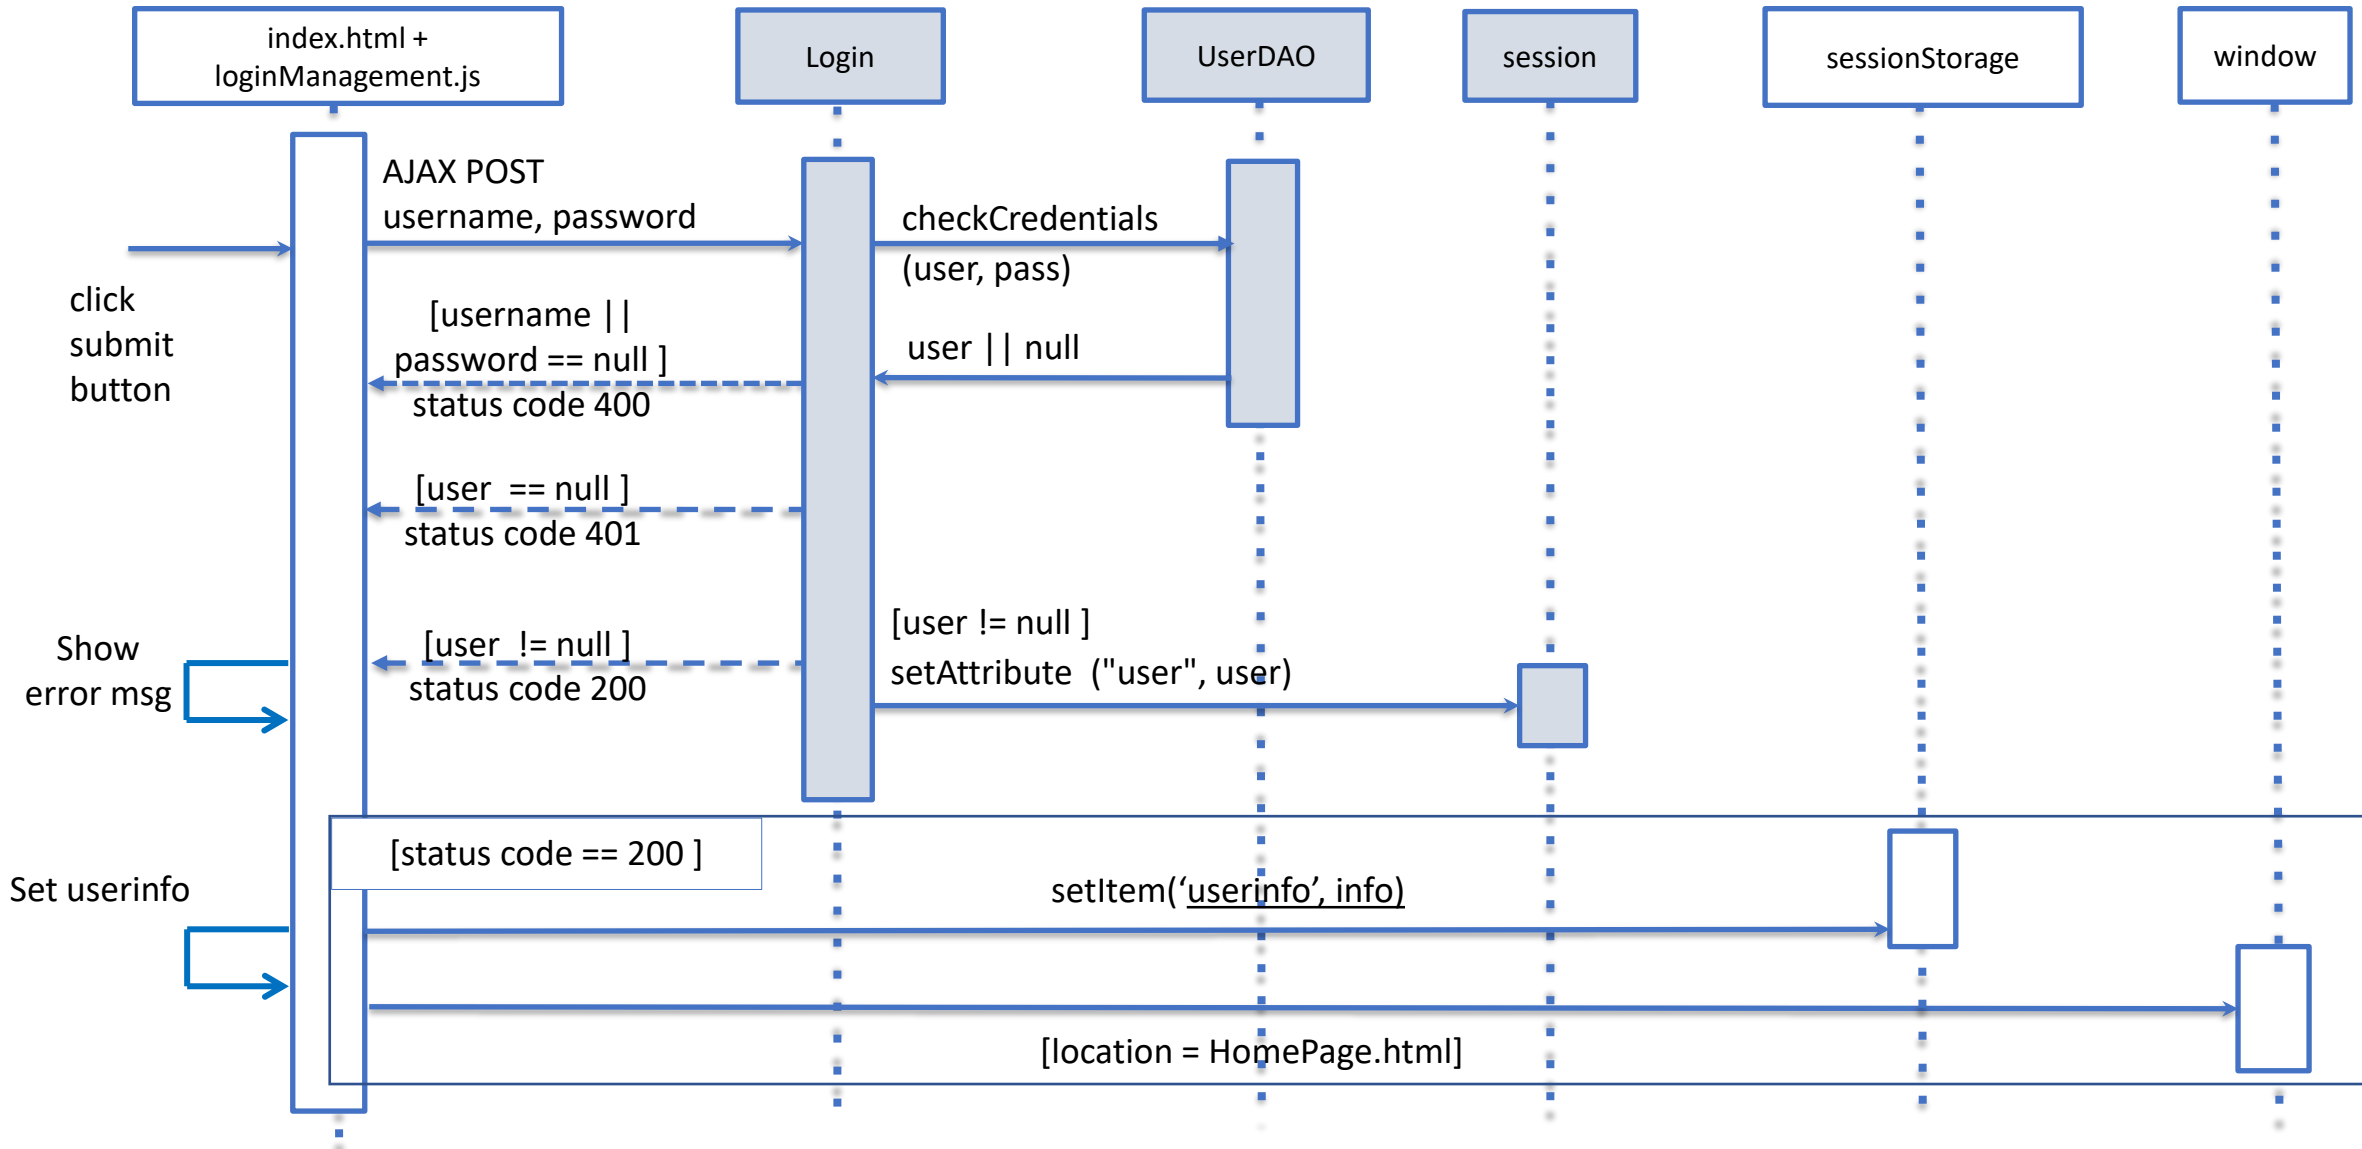 index.html +
loginManagement.js
Login
UserDAO
session
sessionStorage
window
AJAX POST
username, password
checkCredentials
(user, pass)
click
submit
button
[username ||
password == null ]
status code 400
user || null
[user  == null ]
status code 401
Show
error msg
[user  != null ]
status code 200
[user != null ]
setAttribute  ("user", user)
[status code == 200 ]
Set userinfo
setItem(‘userinfo’, info)
[location = HomePage.html]